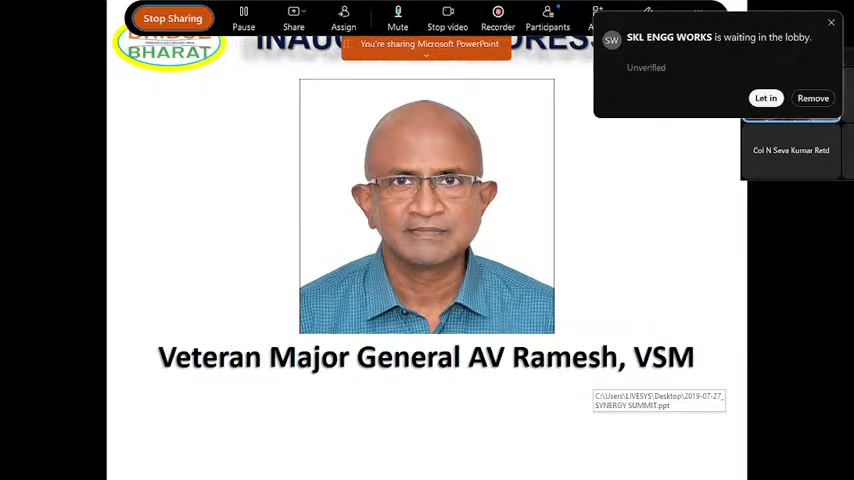 Stop Sharing
Pause
Share
Assign
Mute
Stop video
Recorder
Participants
You're sharing Microsoft PowerPoint
SW
SKL ENGG WORKS is waiting in the lobby.
Unverified
Let in
Remove
BHARAT
Col N Seva Kumar Retd
Veteran Major General AV Ramesh, VSM
C:\Users\LIVESYS\Desktop\2019-07-27_
SYNERGY SUMMIT.ppt